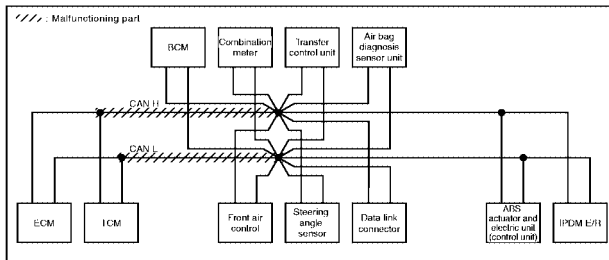 : Malfunctioning part
BCM
Combination
meter
Transfer
control unit
Air bag
diagnosis
sensor unit
CAN H
CAN L
ECM
TCM
Front air
control
Steering
angle
sensor
Data link
connector
ABS
actuator and
electric unit
(control unit)
IPDM E/R